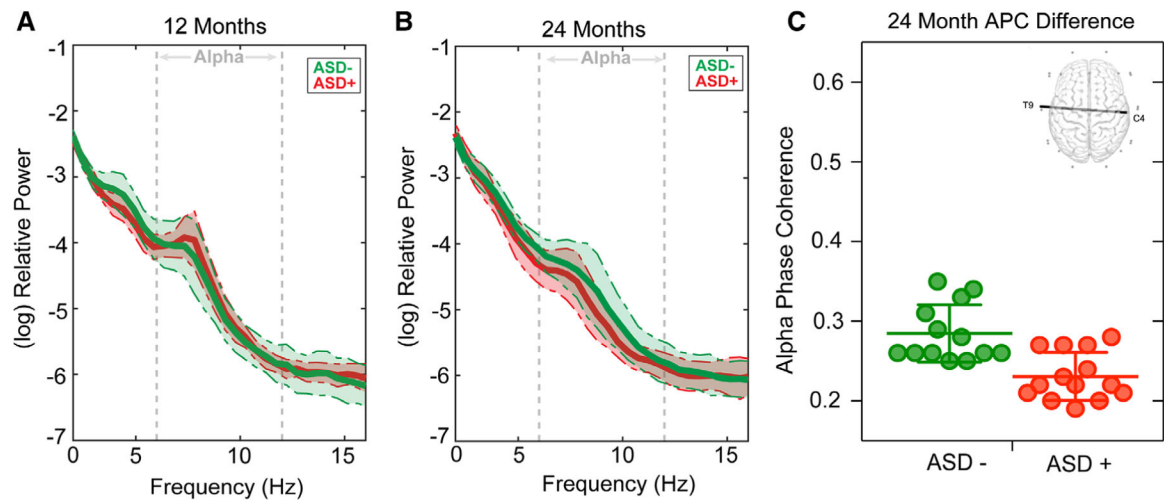 A
12 Months
-1
-2
-3
-4
-5
-6
-7
(log) Relative Power
Alpha
ASD-
ASD+
0
5
10
15
Frequency (Hz)
B
24 Months
-1
-2
-3
-4
-5
-6
-7
(log) Relative Power
Alpha
ASD-
ASD+
0
5
10
15
Frequency (Hz)
C
24 Month APC Difference
0.6
0.5
0.4
0.3
0.2
Alpha Phase Coherence
T9
C4
ASD -
ASD +